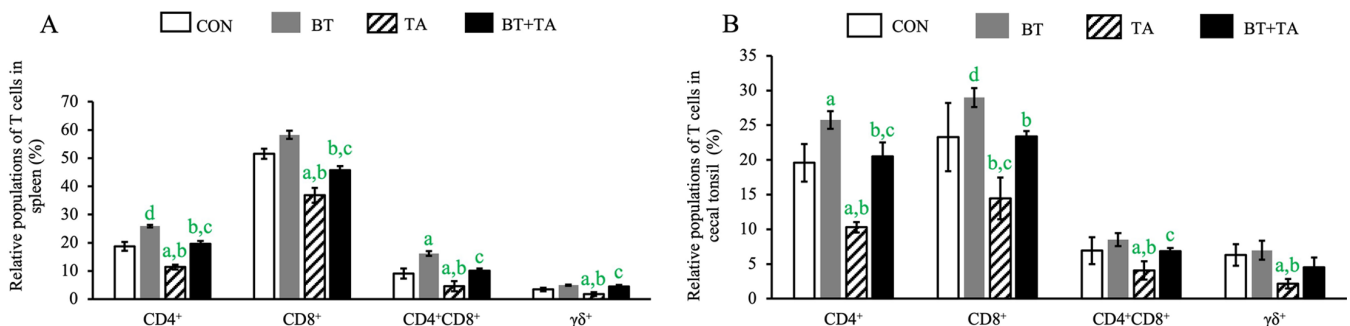 A
CON BT TA BT+TA
Relative populations of T cells in
spleen (%)
70
60
50
40
30
20
10
0
d
a,b
b,c
a,b
b,c
a
a,b
c
a,b
c
CD4⁺ CD8⁺ CD4⁺CD8⁺ γδ⁺
B
CON BT TA BT+TA
Relative populations of T cells in
cecal tonsil (%)
35
30
25
20
15
10
5
0
a
a,b
b,c
d
b,c
b
a,b
c
a,b
CD4⁺ CD8⁺ CD4⁺CD8⁺ γδ⁺